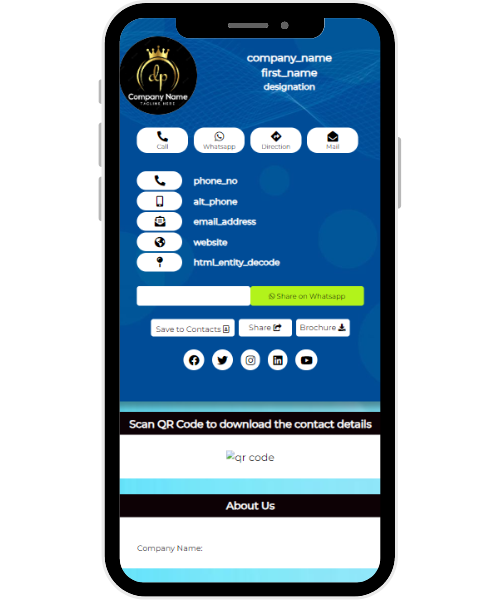 dp
Company Name
TAGLINE HERE
company_name
first_name
designation
Call
Whatsapp
Direction
Mail
phone_no
alt_phone
email_address
website
html_entity_decode
Share on Whatsapp
Save to Contacts
Share
Brochure
Scan QR Code to download the contact details
qr code
About Us
Company Name: